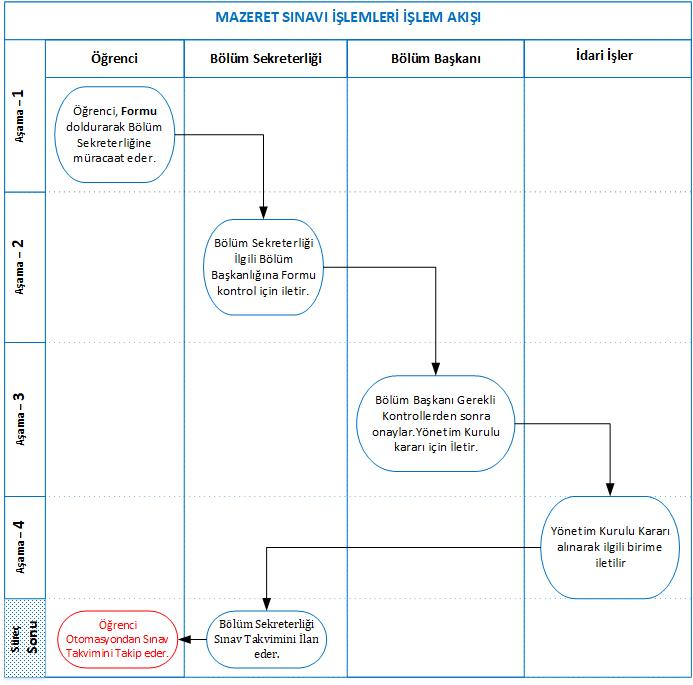 MAZERET SINAVI İŞLEMLERİ İŞLEM AKIŞI
Öğrenci
Bölüm Sekreterliği
Bölüm Başkanı
İdari İşler
Aşama – 1
Öğrenci, Formu
doldurarak Bölüm
Sekreterliğine
müracaat eder.
Aşama – 2
Bölüm Sekreterliği
İlgili Bölüm
Başkanlığına Formu
kontrol için iletir.
Aşama – 3
Bölüm Başkanı Gerekli
Kontrollerden sonra
onaylar.Yönetim Kurulu
kararı için İletir.
Aşama – 4
Yönetim Kurulu Kararı
alınarak ilgili birime
iletilir
Süreç
Sonu
Öğrenci
Otomasyondan Sınav
Takvimini Takip eder.
Bölüm Sekreterliği
Sınav Takvimini İlan
eder.